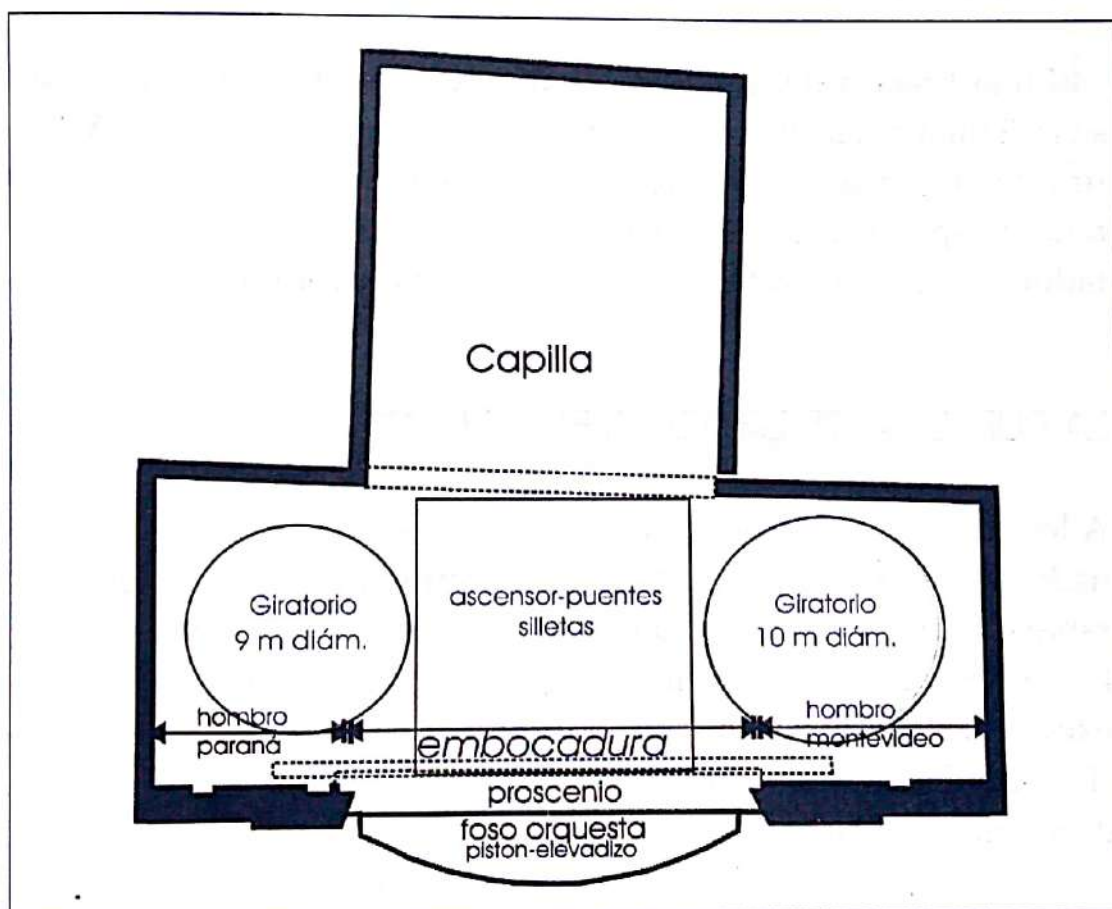 Capilla
Giratorio
9 m diám.
ascensor-puentes
silletas
Giratorio
10 m diám.
hombro
paraná
embocadura
hombro
montevideo
proscenio
foso orquesta
piston-elevadizo